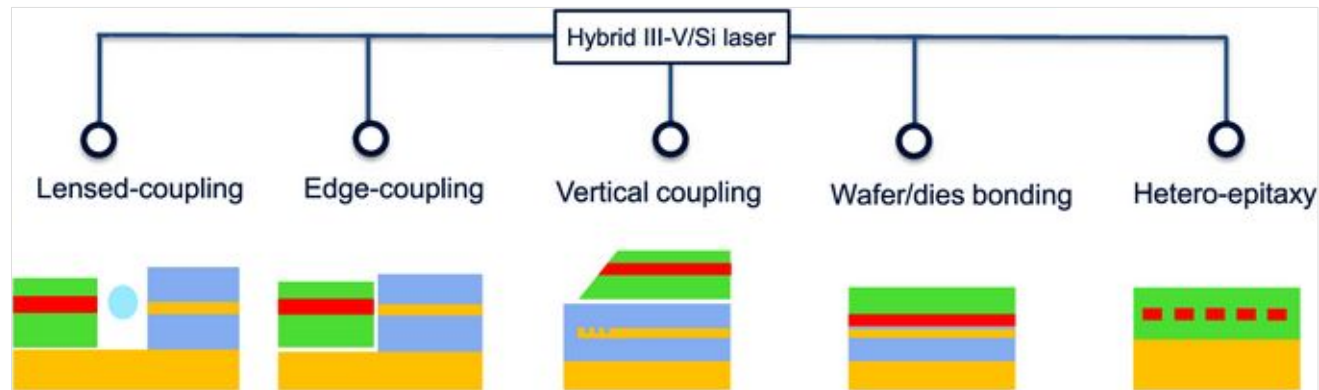 Hybrid III-V/Si laser
Lensed-coupling
Edge-coupling
Vertical coupling
Wafer/dies bonding
Hetero-epitaxy